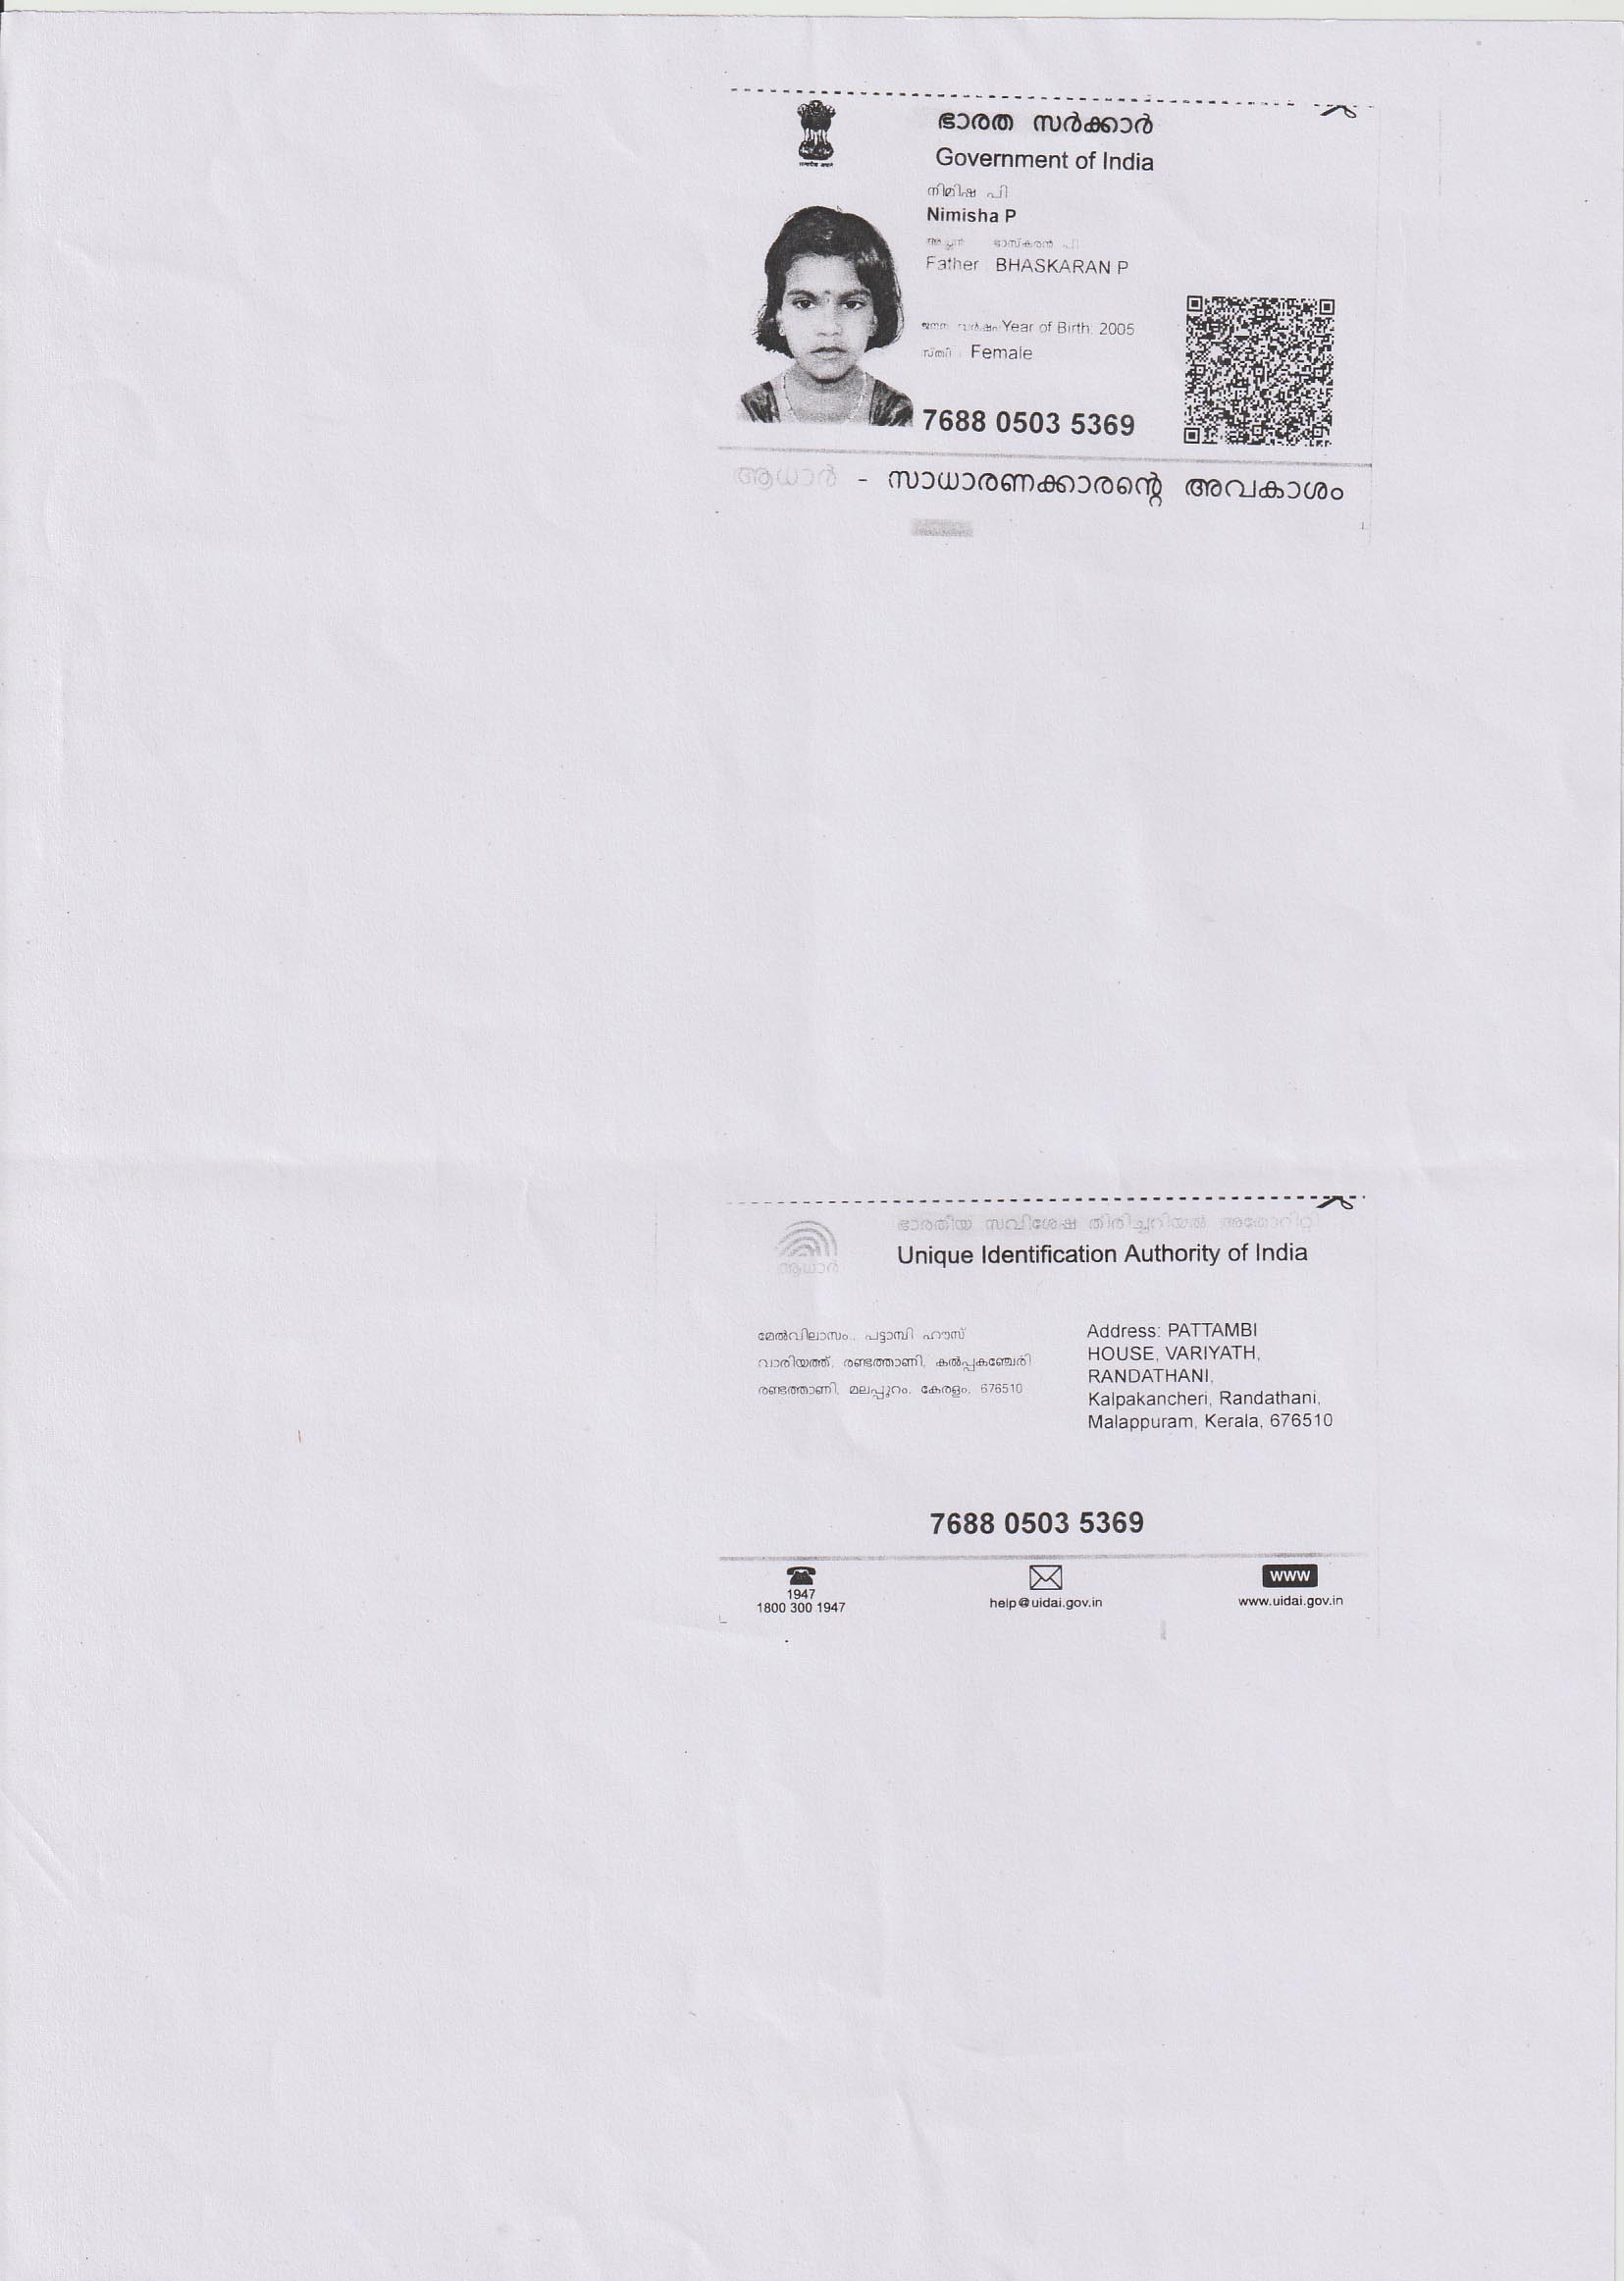 ഭാരത സർക്കാർ
Government of India
നിമിഷ പി
Nimisha P
അച്ഛൻ ഭാസ്കരൻ പി
Father BHASKARAN P
ജനന വർഷം Year of Birth: 2005
സ്ത്രീ Female
7688 0503 5369
ആധാർ - സാധാരണക്കാരന്റെ അവകാശം
ഭാരതീയ സവിശേഷ തിരിച്ചറിയൽ അതോറിറ്റി
Unique Identification Authority of India
ആധാർ
മേൽവിലാസം., പട്ടാമ്പി ഹൗസ്
വാരിയത്ത്, രണ്ടത്താണി, കൽപ്പകഞ്ചേരി
രണ്ടത്താണി, മലപ്പുറം, കേരളം, 676510
Address: PATTAMBI
HOUSE, VARIYATH,
RANDATHANI,
Kalpakancheri, Randathani,
Malappuram, Kerala, 676510
7688 0503 5369
1947
1800 300 1947
help@uidai.gov.in
www
www.uidai.gov.in